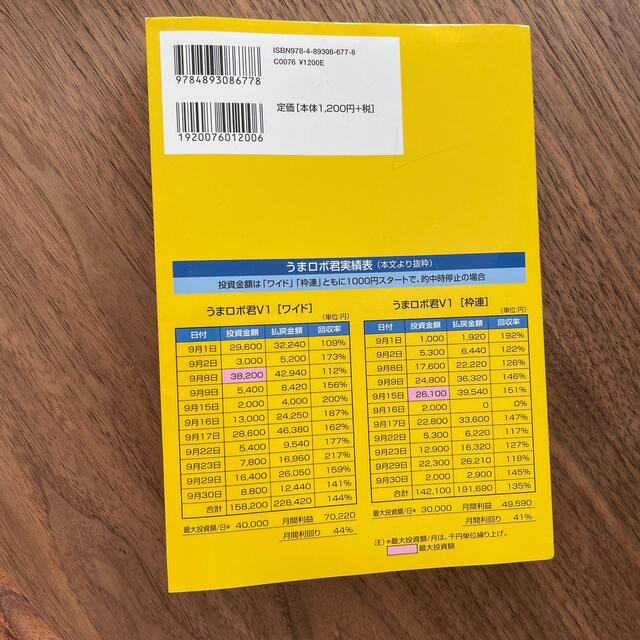 ISBN978-4-89308-677-8
C0076 ¥1200E
9784893086778
定価[本体1,200円+税]
1920076012006
うまロボ君実績表(本文より抜粋)
投資金額は「ワイド」「枠連」ともに1000円スタートで、的中時停止の場合
うまロボ君V1 [ワイド]
(単位:円)
日付 投資金額 払戻金額 回収率
9月1日 29,600 32,240 109%
9月2日 3,000 5,200 173%
9月8日 38,200 42,940 112%
9月9日 5,400 8,420 156%
9月15日 2,000 4,000 200%
9月16日 13,000 24,250 187%
9月17日 28,600 46,380 162%
9月22日 5,400 9,540 177%
9月23日 7,800 16,960 217%
9月29日 16,400 26,050 159%
9月30日 8,800 12,440 141%
合計 158,200 228,420 144%
最大投資額/日* 40,000 月間利益 70,220
月間利回り 44%
うまロボ君V1 [枠連]
(単位:円)
日付 投資金額 払戻金額 回収率
9月1日 1,000 1,920 192%
9月2日 5,300 6,440 122%
9月8日 17,600 22,220 126%
9月9日 24,800 36,320 146%
9月15日 26,100 39,540 151%
9月16日 2,000 0 0%
9月17日 22,800 33,600 147%
9月22日 5,300 6,220 117%
9月23日 12,900 16,320 127%
9月29日 22,300 26,210 118%
9月30日 2,000 2,900 145%
合計 142,100 191,690 135%
最大投資額/日* 30,000 月間利益 49,590
月間利回り 41%
注)*最大投資額/月は、千円単位繰り上げ。
最大投資額